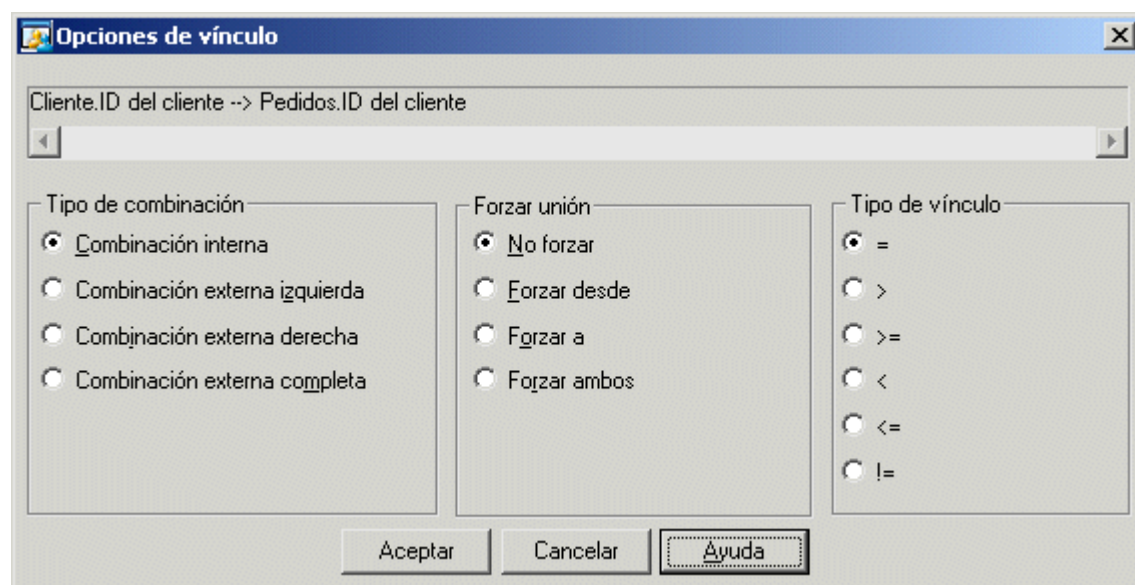 Opciones de vínculo
Cliente.ID del cliente --> Pedidos.ID del cliente
Tipo de combinación
Combinación interna
Combinación externa izquierda
Combinación externa derecha
Combinación externa completa
Forzar unión
No forzar
Forzar desde
Forzar a
Forzar ambos
Tipo de vínculo
=
>
>=
<
<=
!=
Aceptar
Cancelar
Ayuda